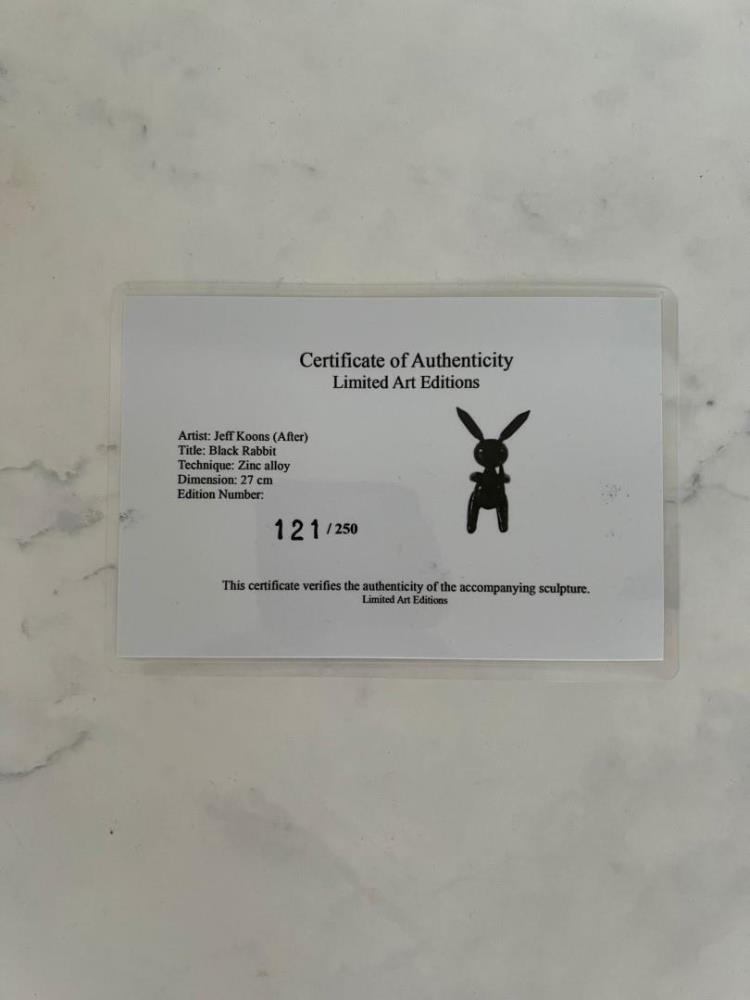 Certificate of Authenticity
Limited Art Editions
Artist: Jeff Koons (After)
Title: Black Rabbit
Technique: Zinc alloy
Dimension: 27 cm
Edition Number:
121 / 250
This certificate verifies the authenticity of the accompanying sculpture.
Limited Art Editions